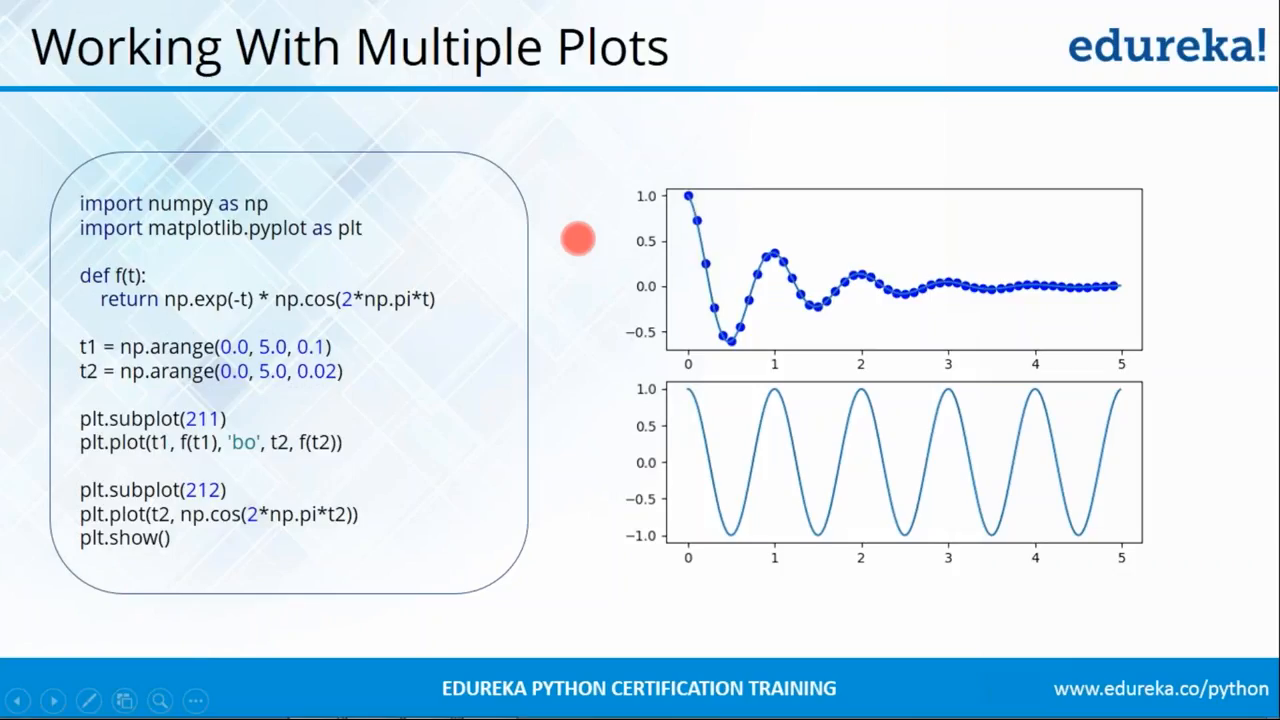 Working With Multiple Plots
edureka!
import numpy as np
import matplotlib.pyplot as plt
def f(t):
    return np.exp(-t) * np.cos(2*np.pi*t)
t1 = np.arange(0.0, 5.0, 0.1)
t2 = np.arange(0.0, 5.0, 0.02)
plt.subplot(211)
plt.plot(t1, f(t1), 'bo', t2, f(t2))
plt.subplot(212)
plt.plot(t2, np.cos(2*np.pi*t2))
plt.show()
1.0
0.5
0.0
−0.5
0 1 2 3 4 5
1.0
0.5
0.0
−0.5
−1.0
0 1 2 3 4 5
EDUREKA PYTHON CERTIFICATION TRAINING
www.edureka.co/python